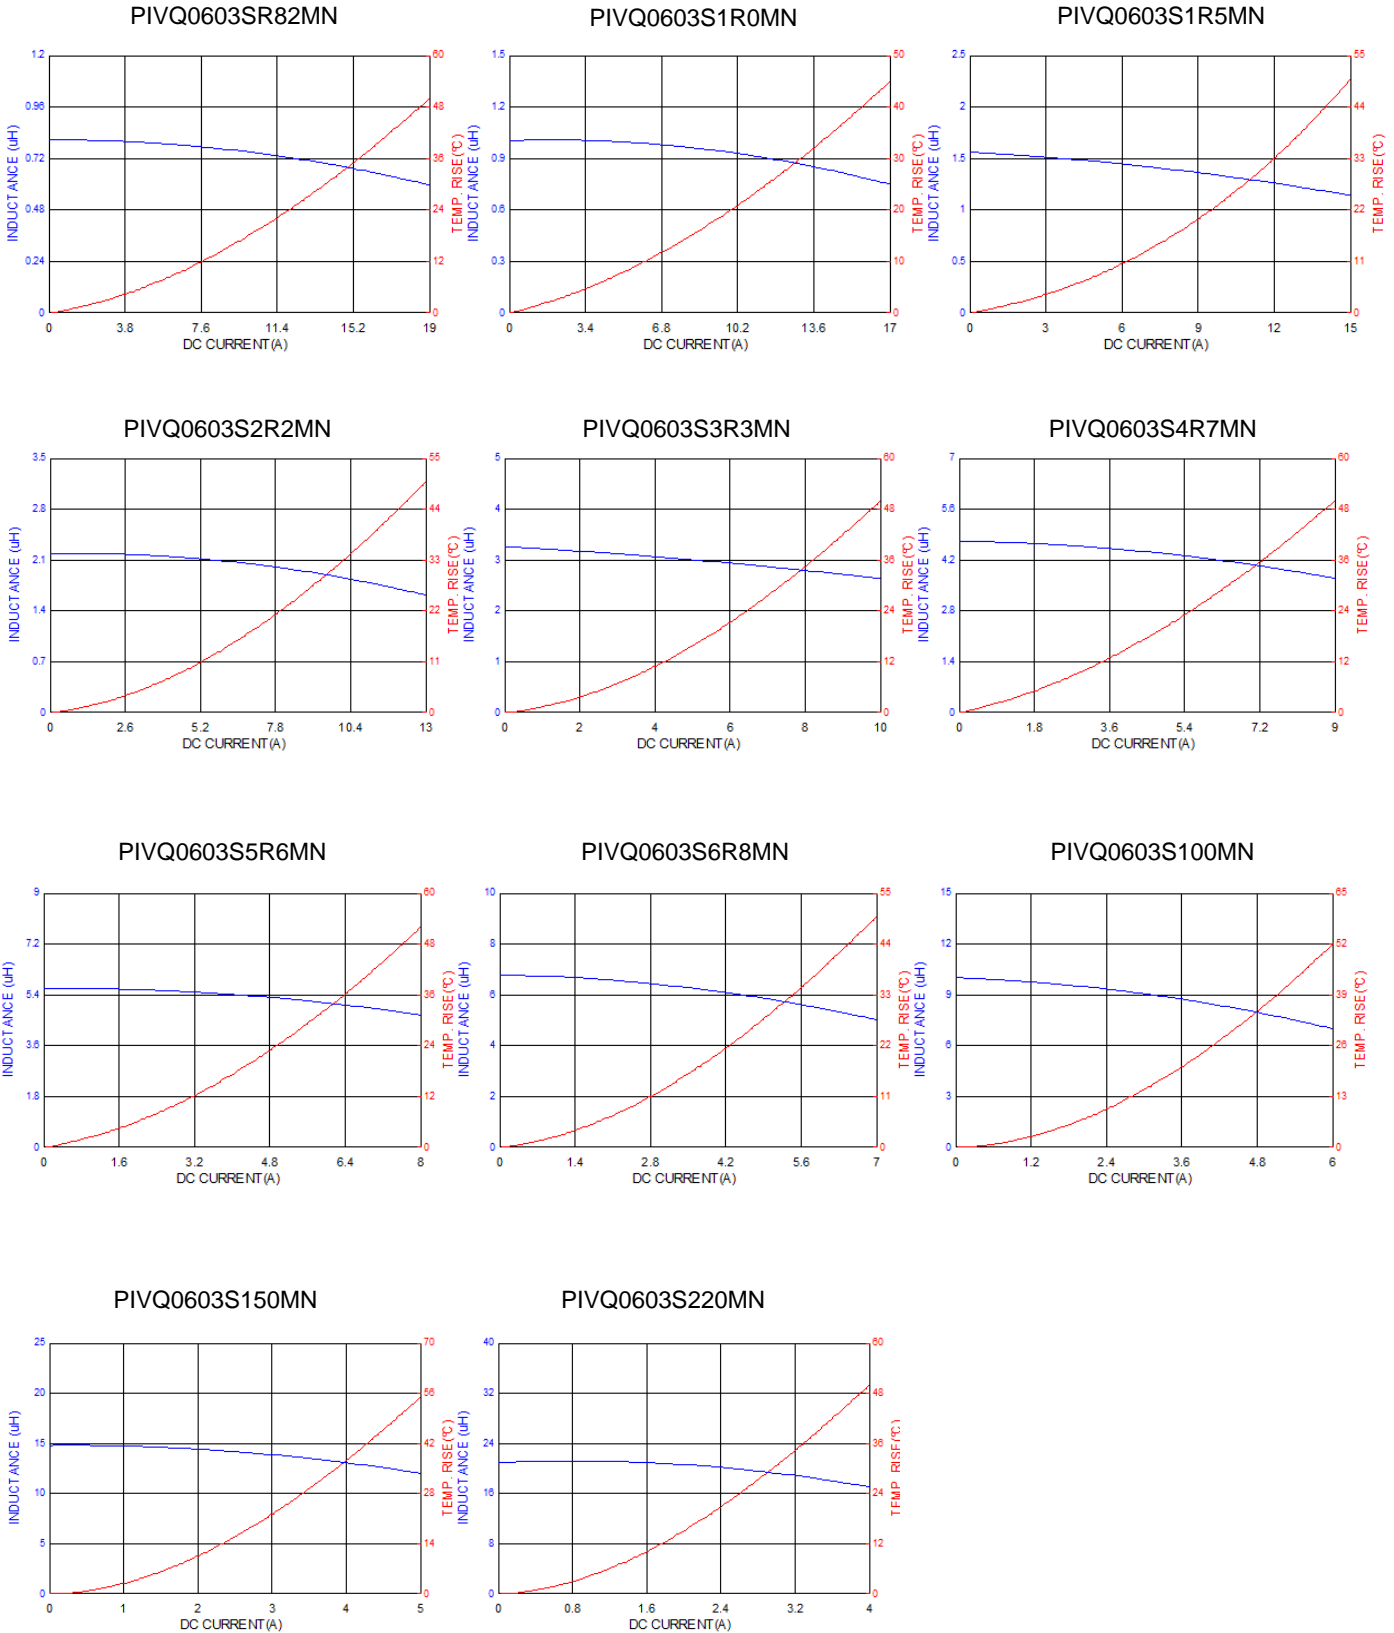 PIVQ0603SR82MN
PIVQ0603S1R0MN
PIVQ0603S1R5MN
1.2
0.96
0.72
0.48
0.24
0
INDUCTANCE (uH)
60
48
36
24
12
0
TEMP. RISE(℃)
0 3.8 7.6 11.4 15.2 19
DC CURRENT(A)
1.5
1.2
0.9
0.6
0.3
0
INDUCTANCE (uH)
50
40
30
20
10
0
TEMP. RISE(℃)
0 3.4 6.8 10.2 13.6 17
DC CURRENT(A)
2.5
2
1.5
1
0.5
0
INDUCTANCE (uH)
55
44
33
22
11
0
TEMP. RISE(℃)
0 3 6 9 12 15
DC CURRENT(A)
PIVQ0603S2R2MN
PIVQ0603S3R3MN
PIVQ0603S4R7MN
3.5
2.8
2.1
1.4
0.7
0
INDUCTANCE (uH)
55
44
33
22
11
0
TEMP. RISE(℃)
0 2.6 5.2 7.8 10.4 13
DC CURRENT(A)
5
4
3
2
1
0
INDUCTANCE (uH)
60
48
36
24
12
0
TEMP. RISE(℃)
0 2 4 6 8 10
DC CURRENT(A)
7
5.6
4.2
2.8
1.4
0
INDUCTANCE (uH)
60
48
36
24
12
0
TEMP. RISE(℃)
0 1.8 3.6 5.4 7.2 9
DC CURRENT(A)
PIVQ0603S5R6MN
PIVQ0603S6R8MN
PIVQ0603S100MN
9
7.2
5.4
3.6
1.8
0
INDUCTANCE (uH)
60
48
36
24
12
0
TEMP. RISE(℃)
0 1.6 3.2 4.8 6.4 8
DC CURRENT(A)
10
8
6
4
2
0
INDUCTANCE (uH)
55
44
33
22
11
0
TEMP. RISE(℃)
0 1.4 2.8 4.2 5.6 7
DC CURRENT(A)
15
12
9
6
3
0
INDUCTANCE (uH)
65
52
39
26
13
0
TEMP. RISE(℃)
0 1.2 2.4 3.6 4.8 6
DC CURRENT(A)
PIVQ0603S150MN
PIVQ0603S220MN
25
20
15
10
5
0
INDUCTANCE (uH)
70
56
42
28
14
0
TEMP. RISE(℃)
0 1 2 3 4 5
DC CURRENT(A)
40
32
24
16
8
0
INDUCTANCE (uH)
60
48
36
24
12
0
TEMP. RISE(℃)
0 0.8 1.6 2.4 3.2 4
DC CURRENT(A)